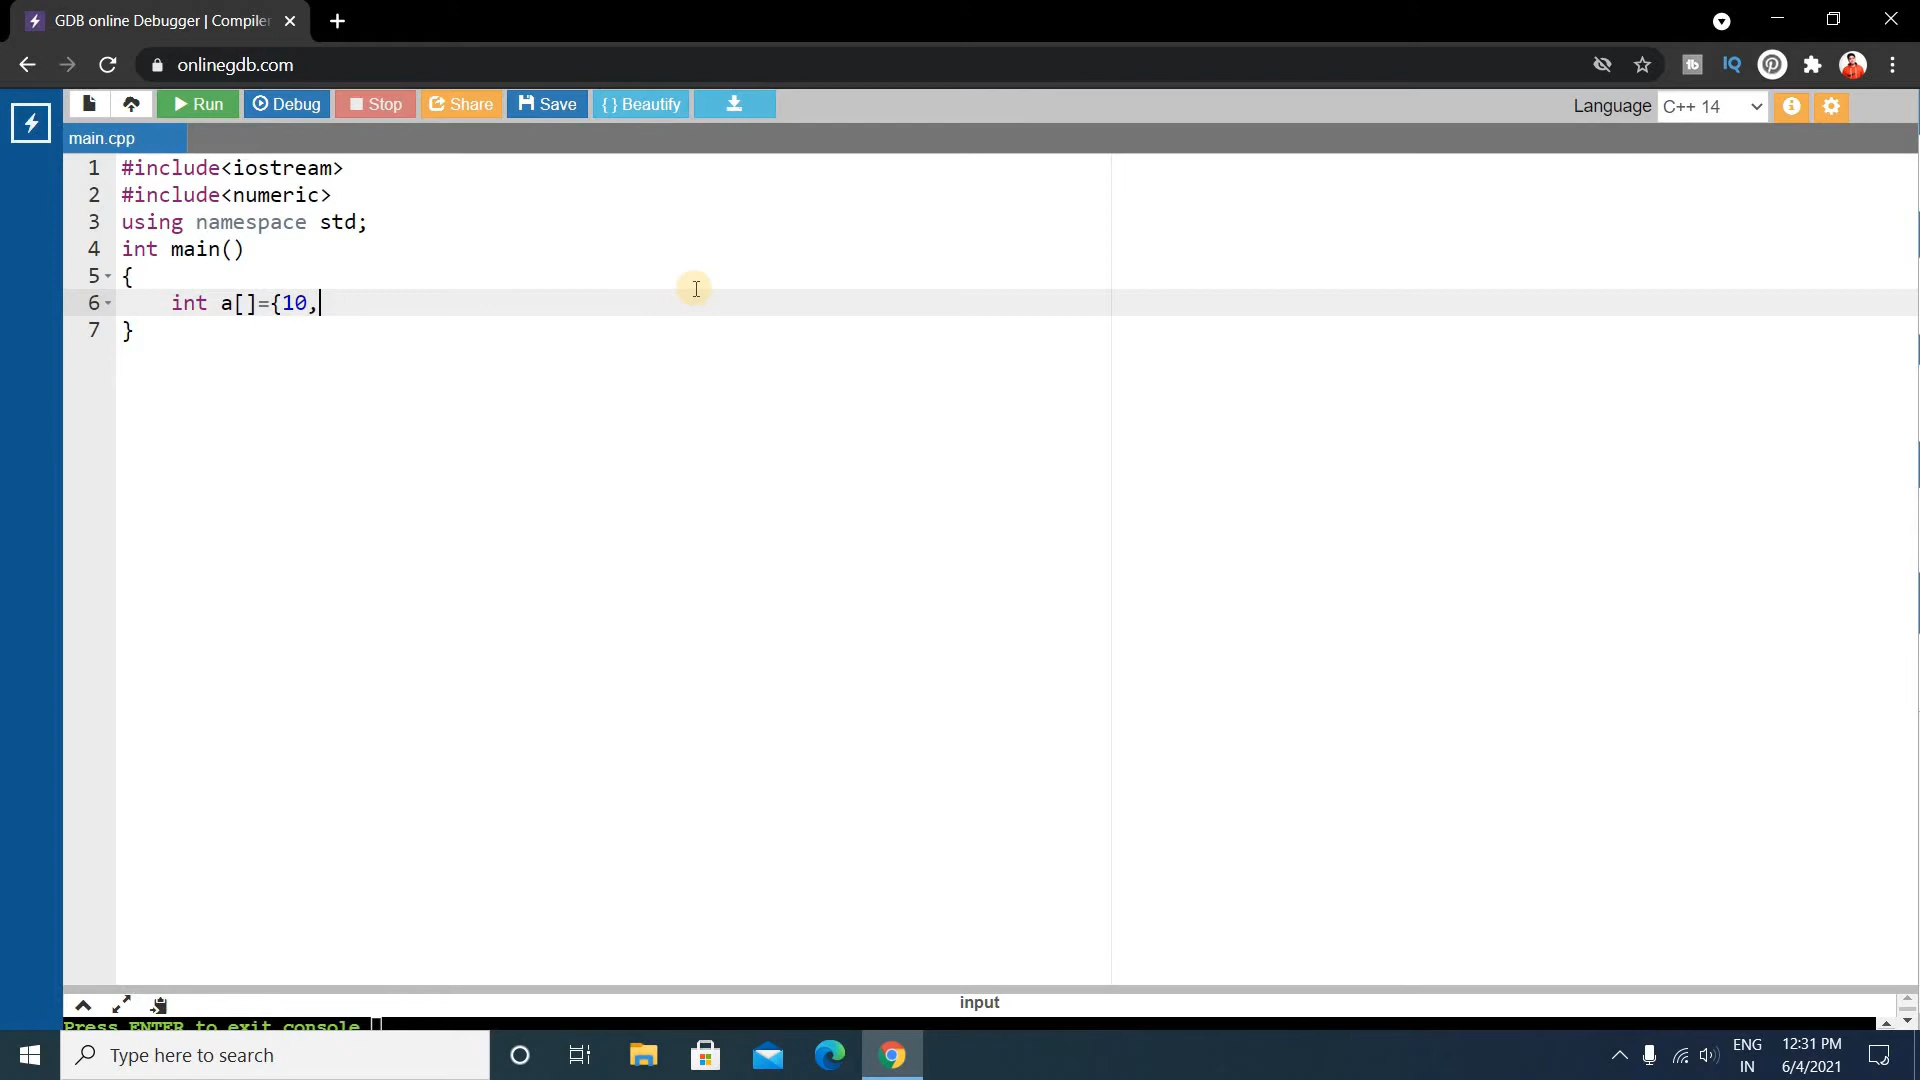 GDB online Debugger | Compiler
onlinegdb.com
Run Debug Stop Share Save { } Beautify
Language C++ 14
main.cpp
1 #include<iostream>
2 #include<numeric>
3 using namespace std;
4 int main()
5 {
6 int a[]={10,
7 }
input
Press ENTER to exit console.
Type here to search
ENG
IN
12:31 PM
6/4/2021
tb
IQ